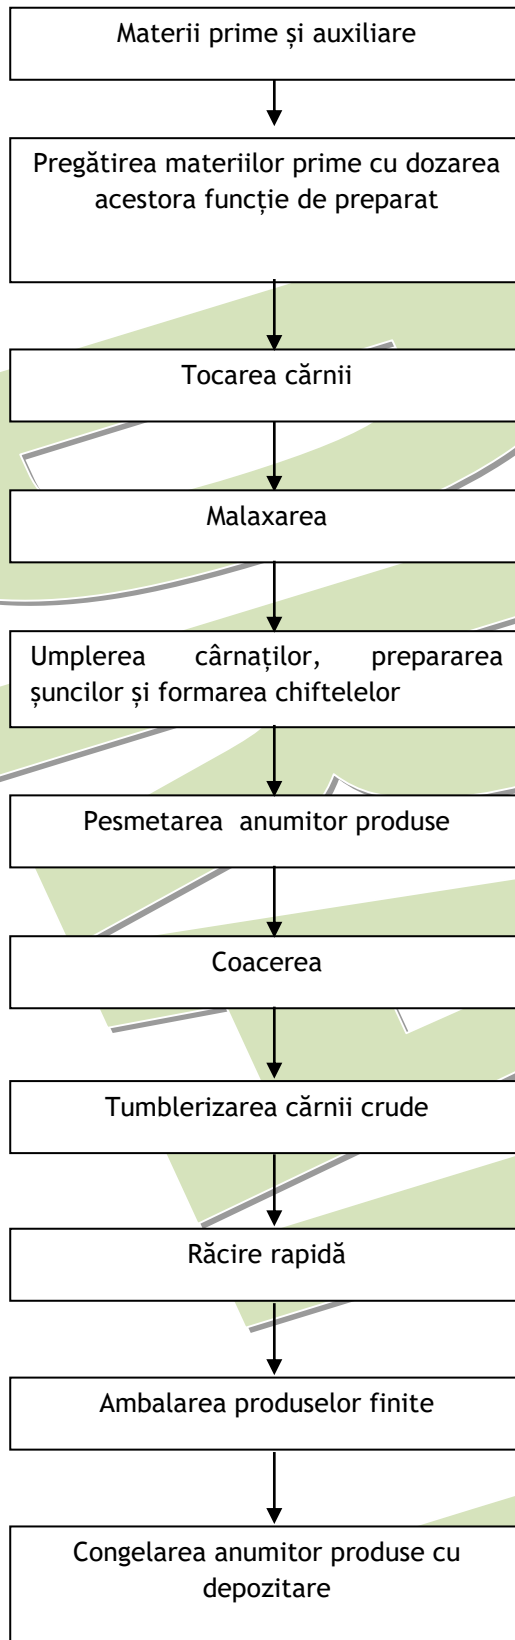 Materii prime și auxiliare
Pregătirea materiilor prime cu dozarea
acestora funcție de preparat
Tocarea cărnii
Malaxarea
Umplerea cârnaților, prepararea
șuncilor și formarea chiftelelor
Pesmetarea anumitor produse
Coacerea
Tumblerizarea cărnii crude
Răcire rapidă
Ambalarea produselor finite
Congelarea anumitor produse cu
depozitare